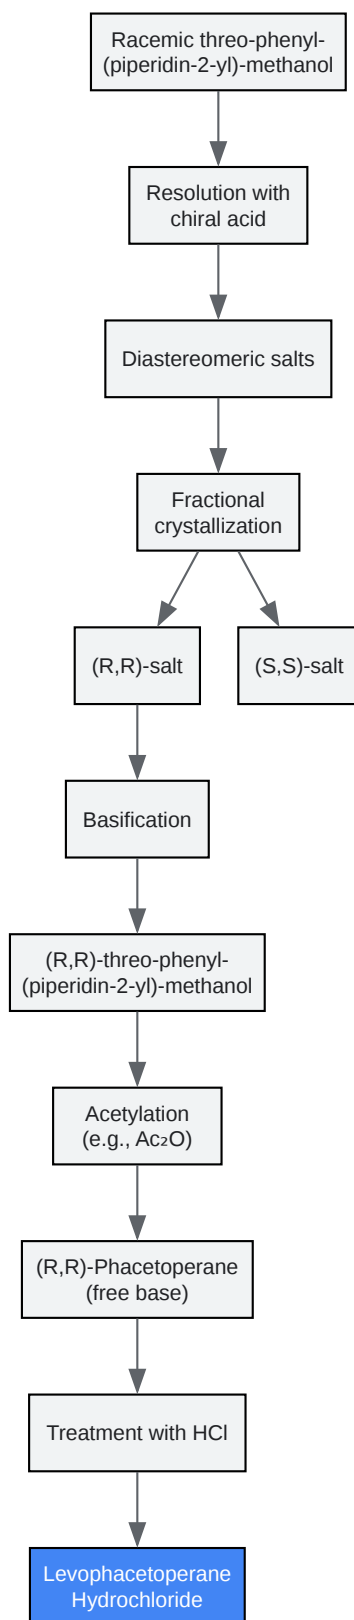 Racemic threo-phenyl-
(piperidin-2-yl)-methanol
Resolution with
chiral acid
Diastereomeric salts
Fractional
crystallization
(R,R)-salt
(S,S)-salt
Basification
(R,R)-threo-phenyl-
(piperidin-2-yl)-methanol
Acetylation
(e.g., Ac₂O)
(R,R)-Phacetoperane
(free base)
Treatment with HCl
Levophacetoperane
Hydrochloride